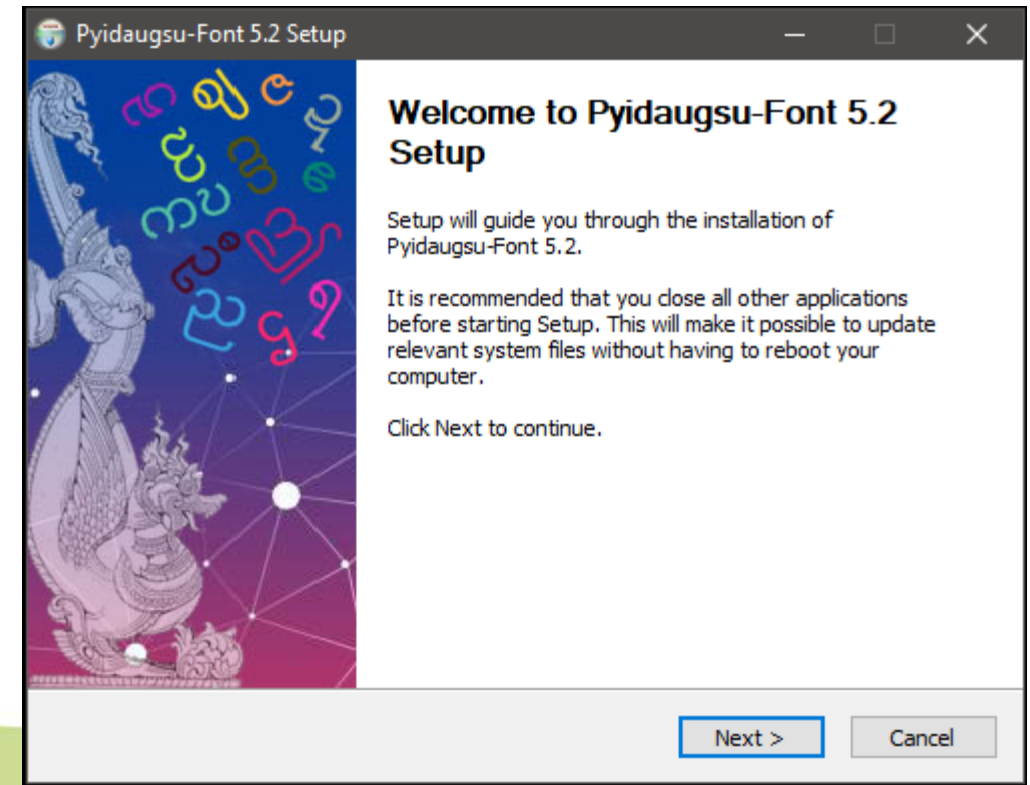 Pyidaugsu-Font 5.2 Setup
Welcome to Pyidaugsu-Font 5.2
Setup
Setup will guide you through the installation of
Pyidaugsu-Font 5.2.
It is recommended that you close all other applications
before starting Setup. This will make it possible to update
relevant system files without having to reboot your
computer.
Click Next to continue.
Next >
Cancel